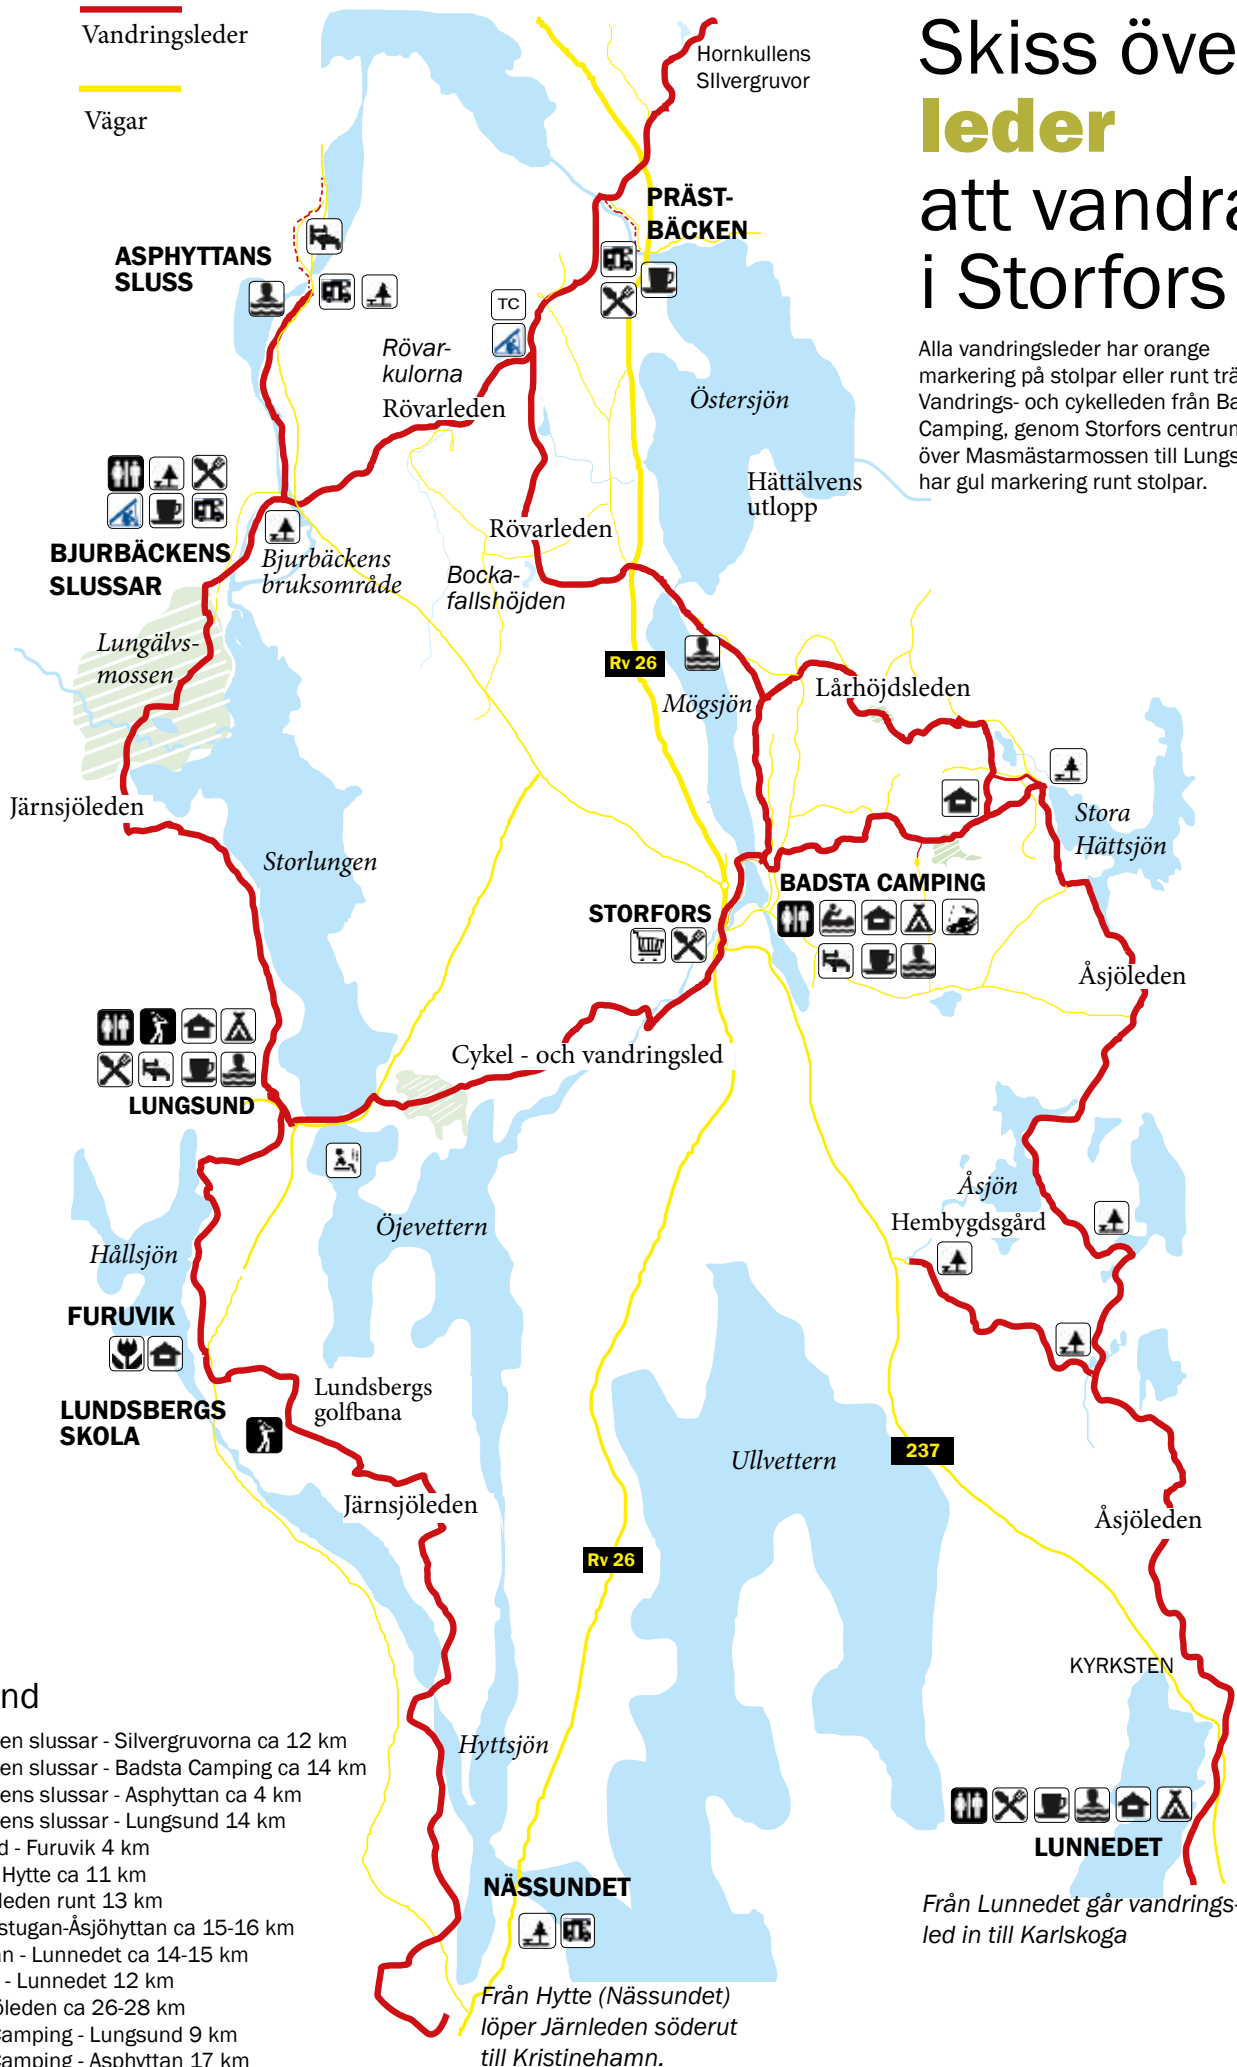 Vandringsleder
Vägar
Hornkullens
SIlvergruvor
Skiss öve
leder
att vandra
i Storfors
Alla vandringsleder har orange
markering på stolpar eller runt trä
Vandrings- och cykelleden från Ba
Camping, genom Storfors centrum
över Masmästarmossen till Lungs
har gul markering runt stolpar.
PRÄST-
BÄCKEN
ASPHYTTANS
SLUSS
TC
Rövar-
kulorna
Rövarleden
Östersjön
Hättälvens
utlopp
Rövarleden
BJURBÄCKENS
SLUSSAR
Bjurbäckens
bruksområde
Bocka-
fallshöjden
Lungälvs-
mossen
Rv 26
Mögsjön
Lårhöjdsleden
Järnsjöleden
Storlungen
Stora
Hättsjön
BADSTA CAMPING
STORFORS
Åsjöleden
Cykel - och vandringsled
LUNGSUND
Åsjön
Hembygdsgård
Öjevettern
Hållsjön
FURUVIK
LUNDSBERGS
SKOLA
Lundsbergs
golfbana
Ullvettern
237
Järnsjöleden
Åsjöleden
Rv 26
KYRKSTEN
Hyttsjön
nd
en slussar - Silvergruvorna ca 12 km
en slussar - Badsta Camping ca 14 km
ens slussar - Asphyttan ca 4 km
ens slussar - Lungsund 14 km
d - Furuvik 4 km
Hytte ca 11 km
leden runt 13 km
stugan-Åsjöhyttan ca 15-16 km
n - Lunnedet ca 14-15 km
- Lunnedet 12 km
öleden ca 26-28 km
Camping - Lungsund 9 km
Camping - Asphyttan 17 km
LUNNEDET
Från Lunnedet går vandrings-
led in till Karlskoga
NÄSSUNDET
Från Hytte (Nässundet)
löper Järnleden söderut
till Kristinehamn.